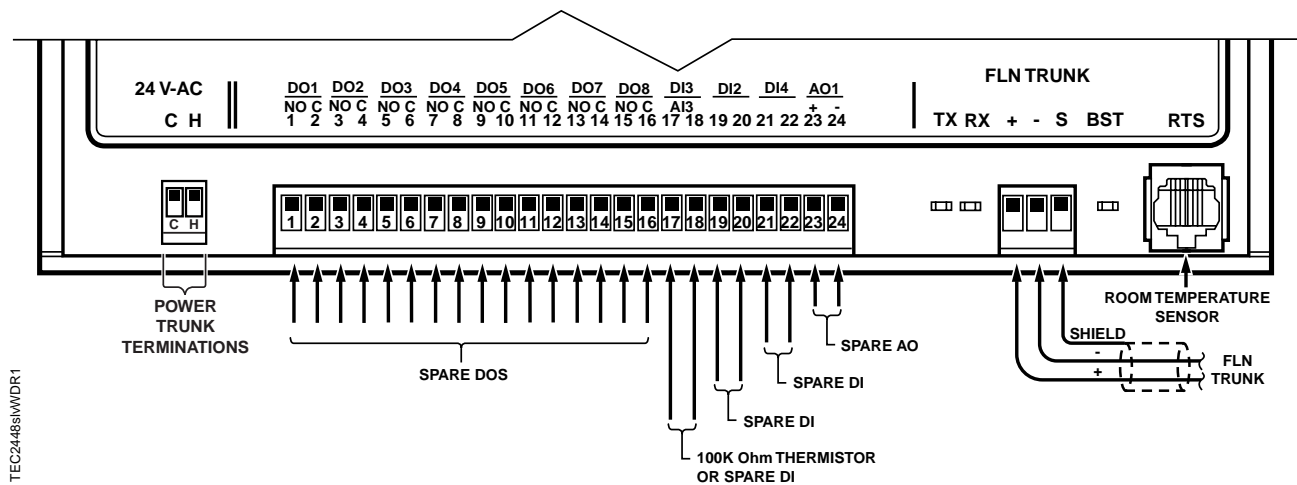 24 V-AC
C H
DO1 DO2 DO3 DO4 DO5 DO6 DO7 DO8 DI3 DI2 DI4 AO1
NO C NO C NO C NO C NO C NO C NO C NO C AI3 + -
1 2 3 4 5 6 7 8 9 10 11 12 13 14 15 16 17 18 19 20 21 22 23 24
FLN TRUNK
TX RX + - S BST RTS
C H
1 2 3 4 5 6 7 8 9 10 11 12 13 14 15 16 17 18 19 20 21 22 23 24
POWER
TRUNK
TERMINATIONS
SPARE DOS
SPARE AO
SPARE DI
SPARE DI
100K Ohm THERMISTOR
OR SPARE DI
ROOM TEMPERATURE
SENSOR
SHIELD
-
+
FLN
TRUNK